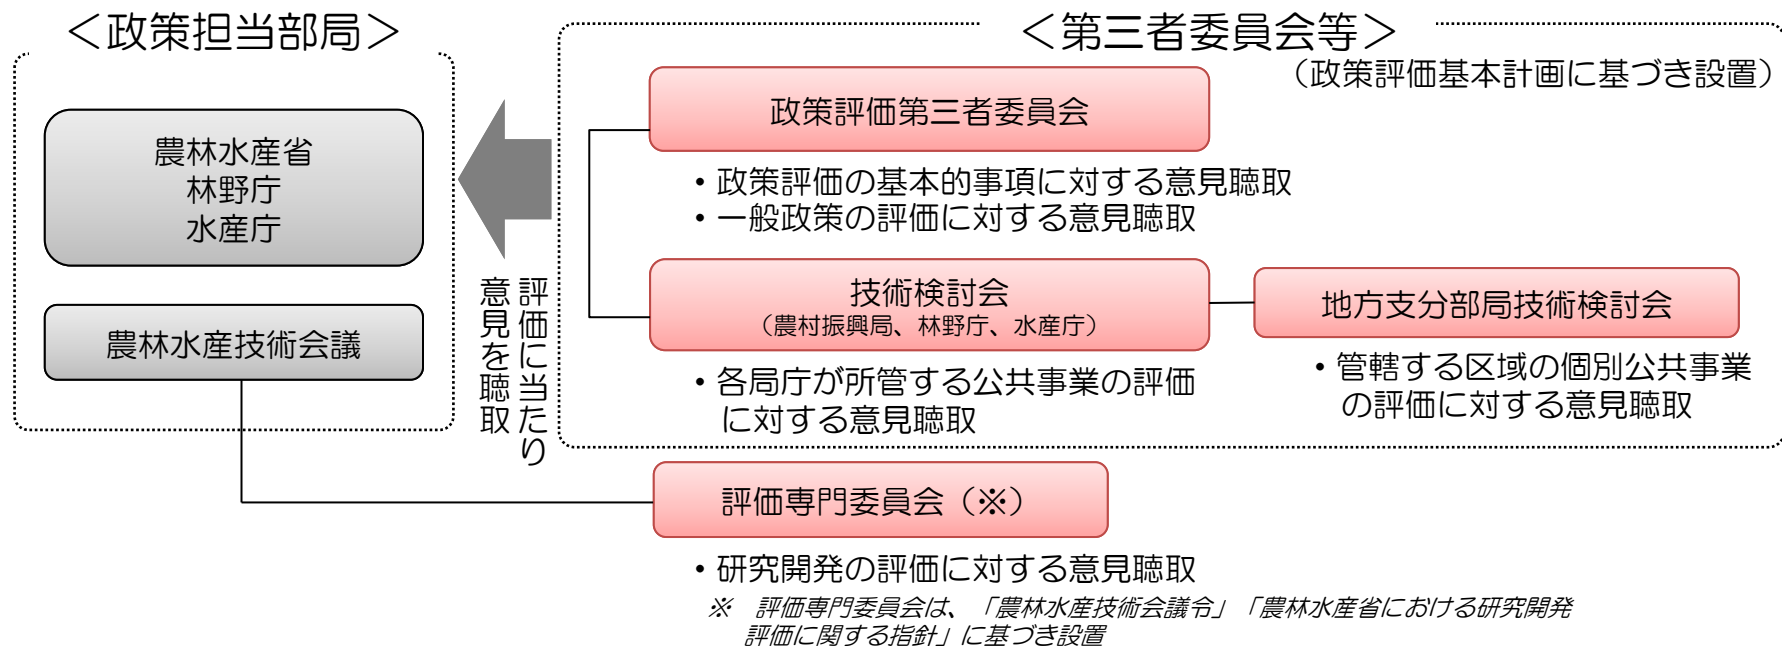 ＜政策担当部局＞
農林水産省
林野庁
水産庁
農林水産技術会議
評価に当たり
意見を聴取
＜第三者委員会等＞
（政策評価基本計画に基づき設置）
政策評価第三者委員会
・政策評価の基本的事項に対する意見聴取
・一般政策の評価に対する意見聴取
技術検討会
（農村振興局、林野庁、水産庁）
・各局庁が所管する公共事業の評価
に対する意見聴取
地方支分部局技術検討会
・管轄する区域の個別公共事業
の評価に対する意見聴取
評価専門委員会（※）
・研究開発の評価に対する意見聴取
※　評価専門委員会は、「農林水産技術会議令」「農林水産省における研究開発
評価に関する指針」に基づき設置